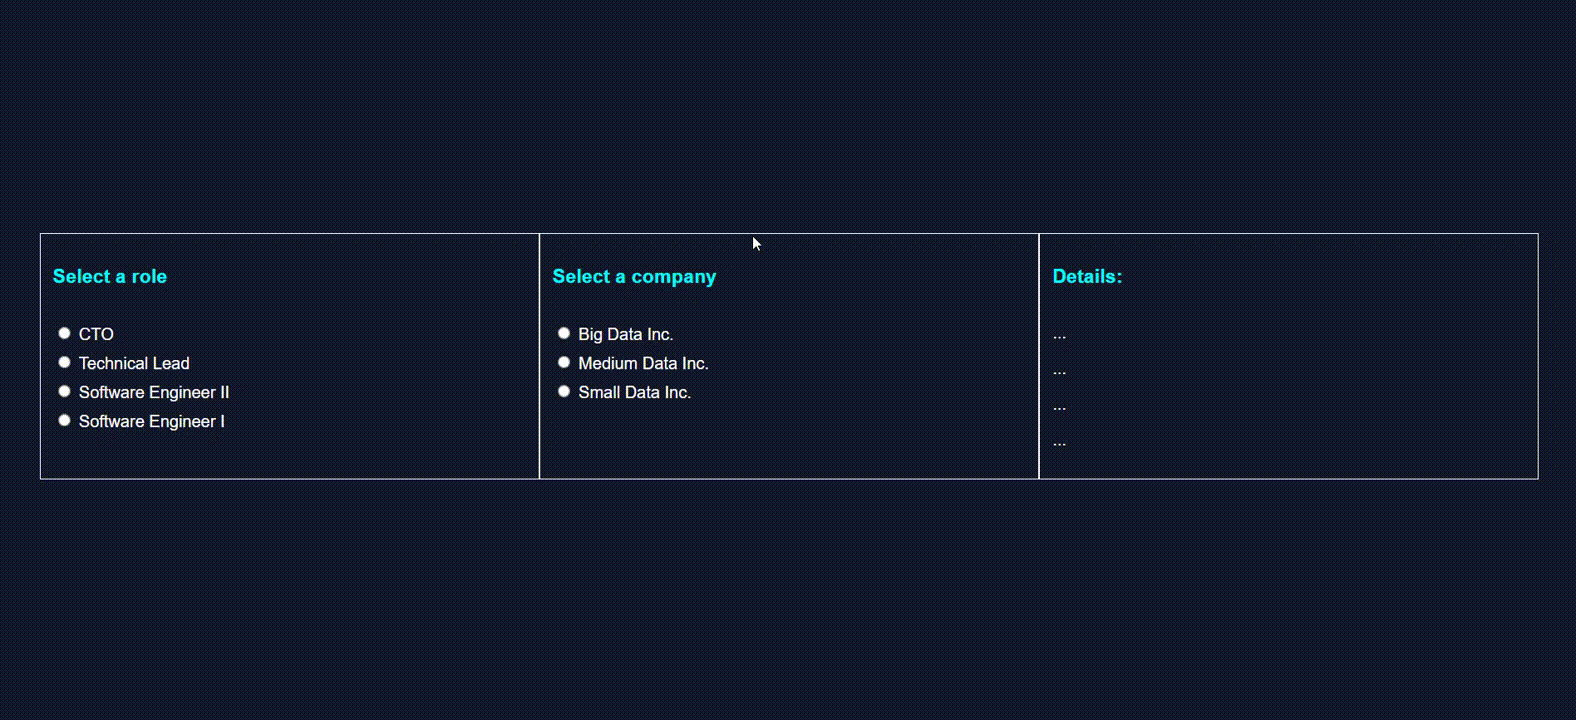 Select a role
CTO
Technical Lead
Software Engineer II
Software Engineer I
Select a company
Big Data Inc.
Medium Data Inc.
Small Data Inc.
Details:
...
...
...
...